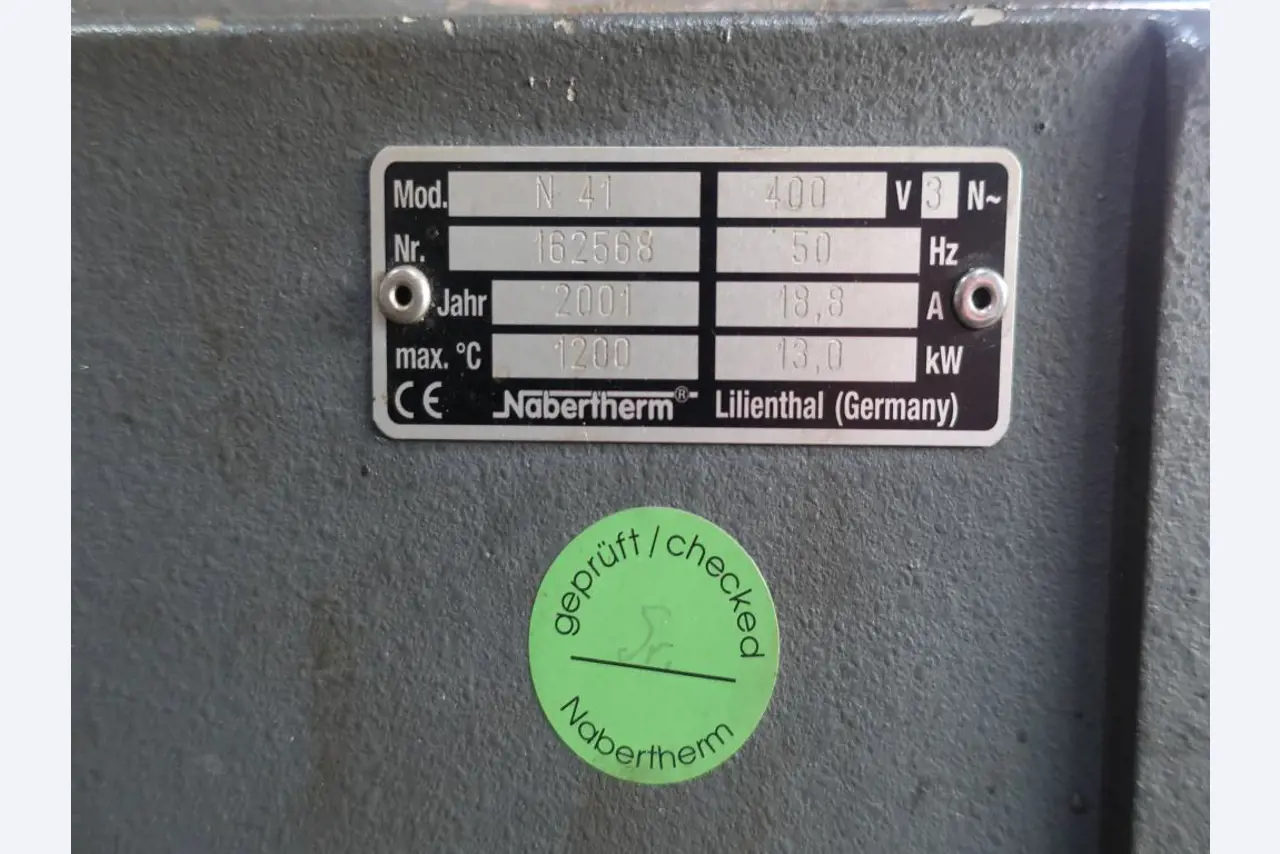 Mod. N 41 400 V 3 N~
Nr. 162568 50 Hz
Jahr 2001 18,8 A
max. °C 1200 13,0 kW
CE Nabertherm® Lilienthal (Germany)
geprüft / checked
Nabertherm